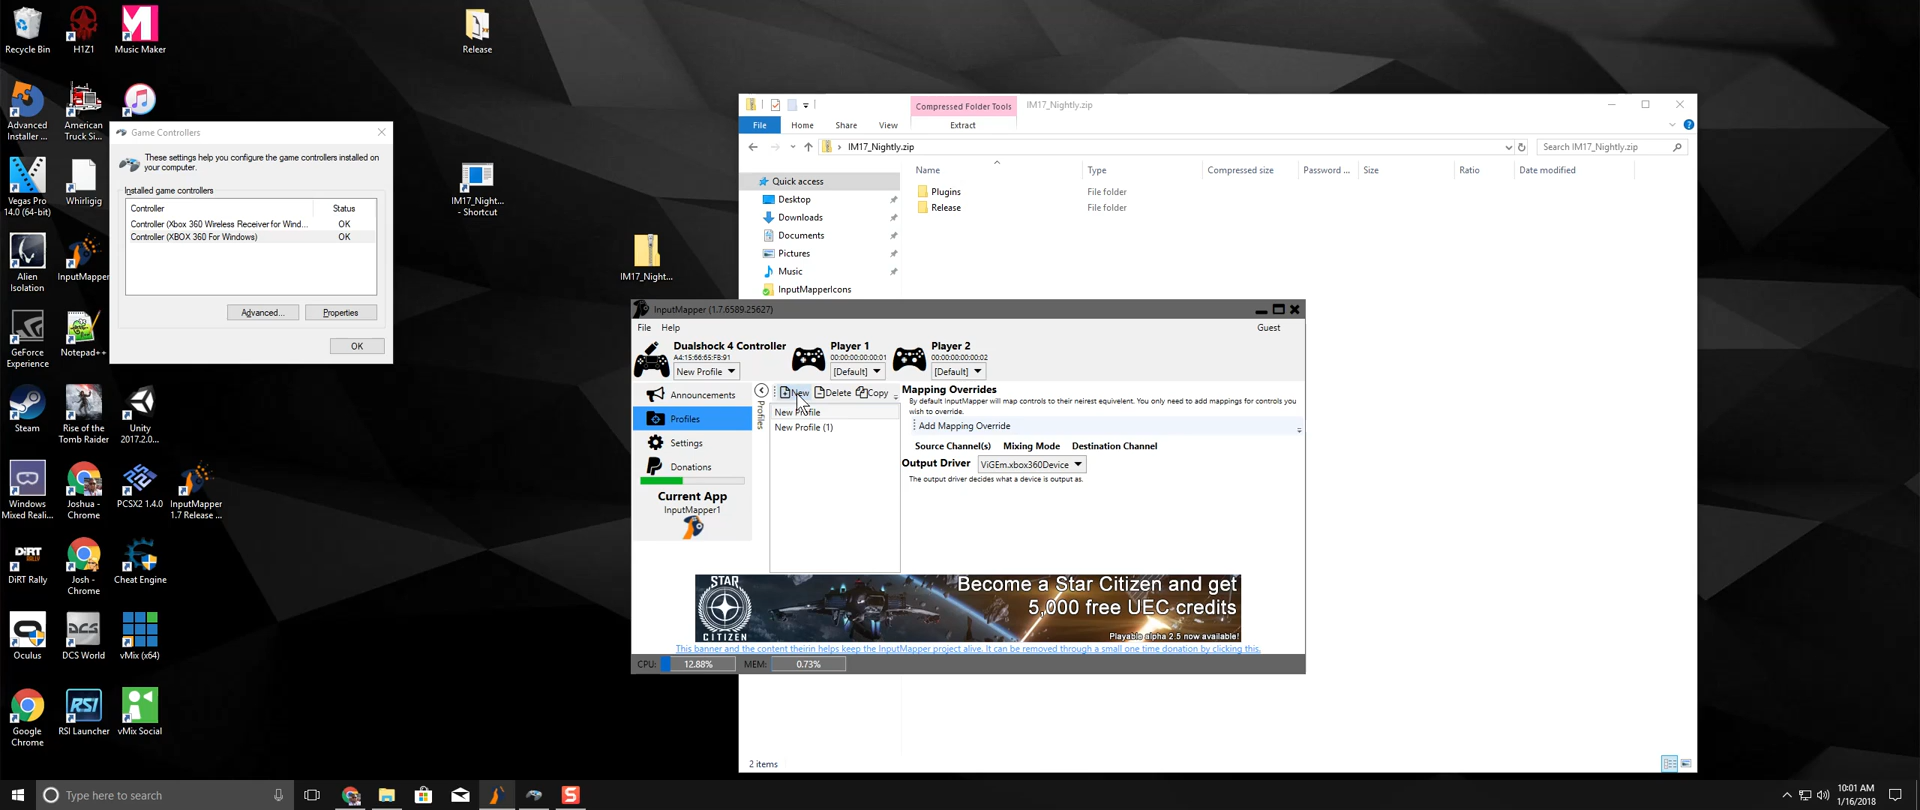 Recycle Bin
H1Z1
Music Maker
Release
Advanced
Installer ...
American
Truck Si...
Vegas Pro
14.0 (64-bit)
Whirligig
IM17_Night...
- Shortcut
Alien
Isolation
InputMapper
IM17_Night...
GeForce
Experience
Notepad++
Steam
Rise of the
Tomb Raider
Unity
2017.2.0...
Windows
Mixed Reali...
Joshua -
Chrome
PCSX2 1.4.0
InputMapper
1.7 Release ...
DiRT
DiRT Rally
Josh -
Chrome
Cheat Engine
Oculus
DCS
DCS World
vMix (x64)
Google
Chrome
RSI
RSI Launcher
vMix Social
Game Controllers
These settings help you configure the game controllers installed on
your computer.
Installed game controllers
Controller Status
Controller (Xbox 360 Wireless Receiver for Wind... OK
Controller (XBOX 360 For Windows) OK
Advanced... Properties
OK
Compressed Folder Tools IM17_Nightly.zip
File Home Share View Extract
IM17_Nightly.zip
Search IM17_Nightly.zip
Name Type Compressed size Password ... Size Ratio Date modified
Quick access
Desktop
Downloads
Documents
Pictures
Music
InputMapperIcons
Plugins File folder
Release File folder
2 items
InputMapper (1.7.6589.25627)
File Help Guest
Dualshock 4 Controller
A4:15:66:65:FB:91
New Profile
Player 1
00:00:00:00:00:01
[Default]
Player 2
00:00:00:00:00:02
[Default]
Announcements
Profiles
Settings
Donations
Current App
InputMapper1
Profiles
New Delete Copy
New Profile
New Profile (1)
Mapping Overrides
By default InputMapper will map controls to their neirest equivelent. You only need to add mappings for controls you
wish to override.
Add Mapping Override
Source Channel(s) Mixing Mode Destination Channel
Output Driver ViGEm.xbox360Device
The output driver decides what a device is output as.
STAR
CITIZEN
Become a Star Citizen and get
5,000 free UEC credits
Playable alpha 2.5 now available!
This banner and the content theirin helps keep the InputMapper project alive. It can be removed through a small one time donation by clicking this.
CPU: 12.88% MEM: 0.73%
Type here to search
10:01 AM
1/16/2018